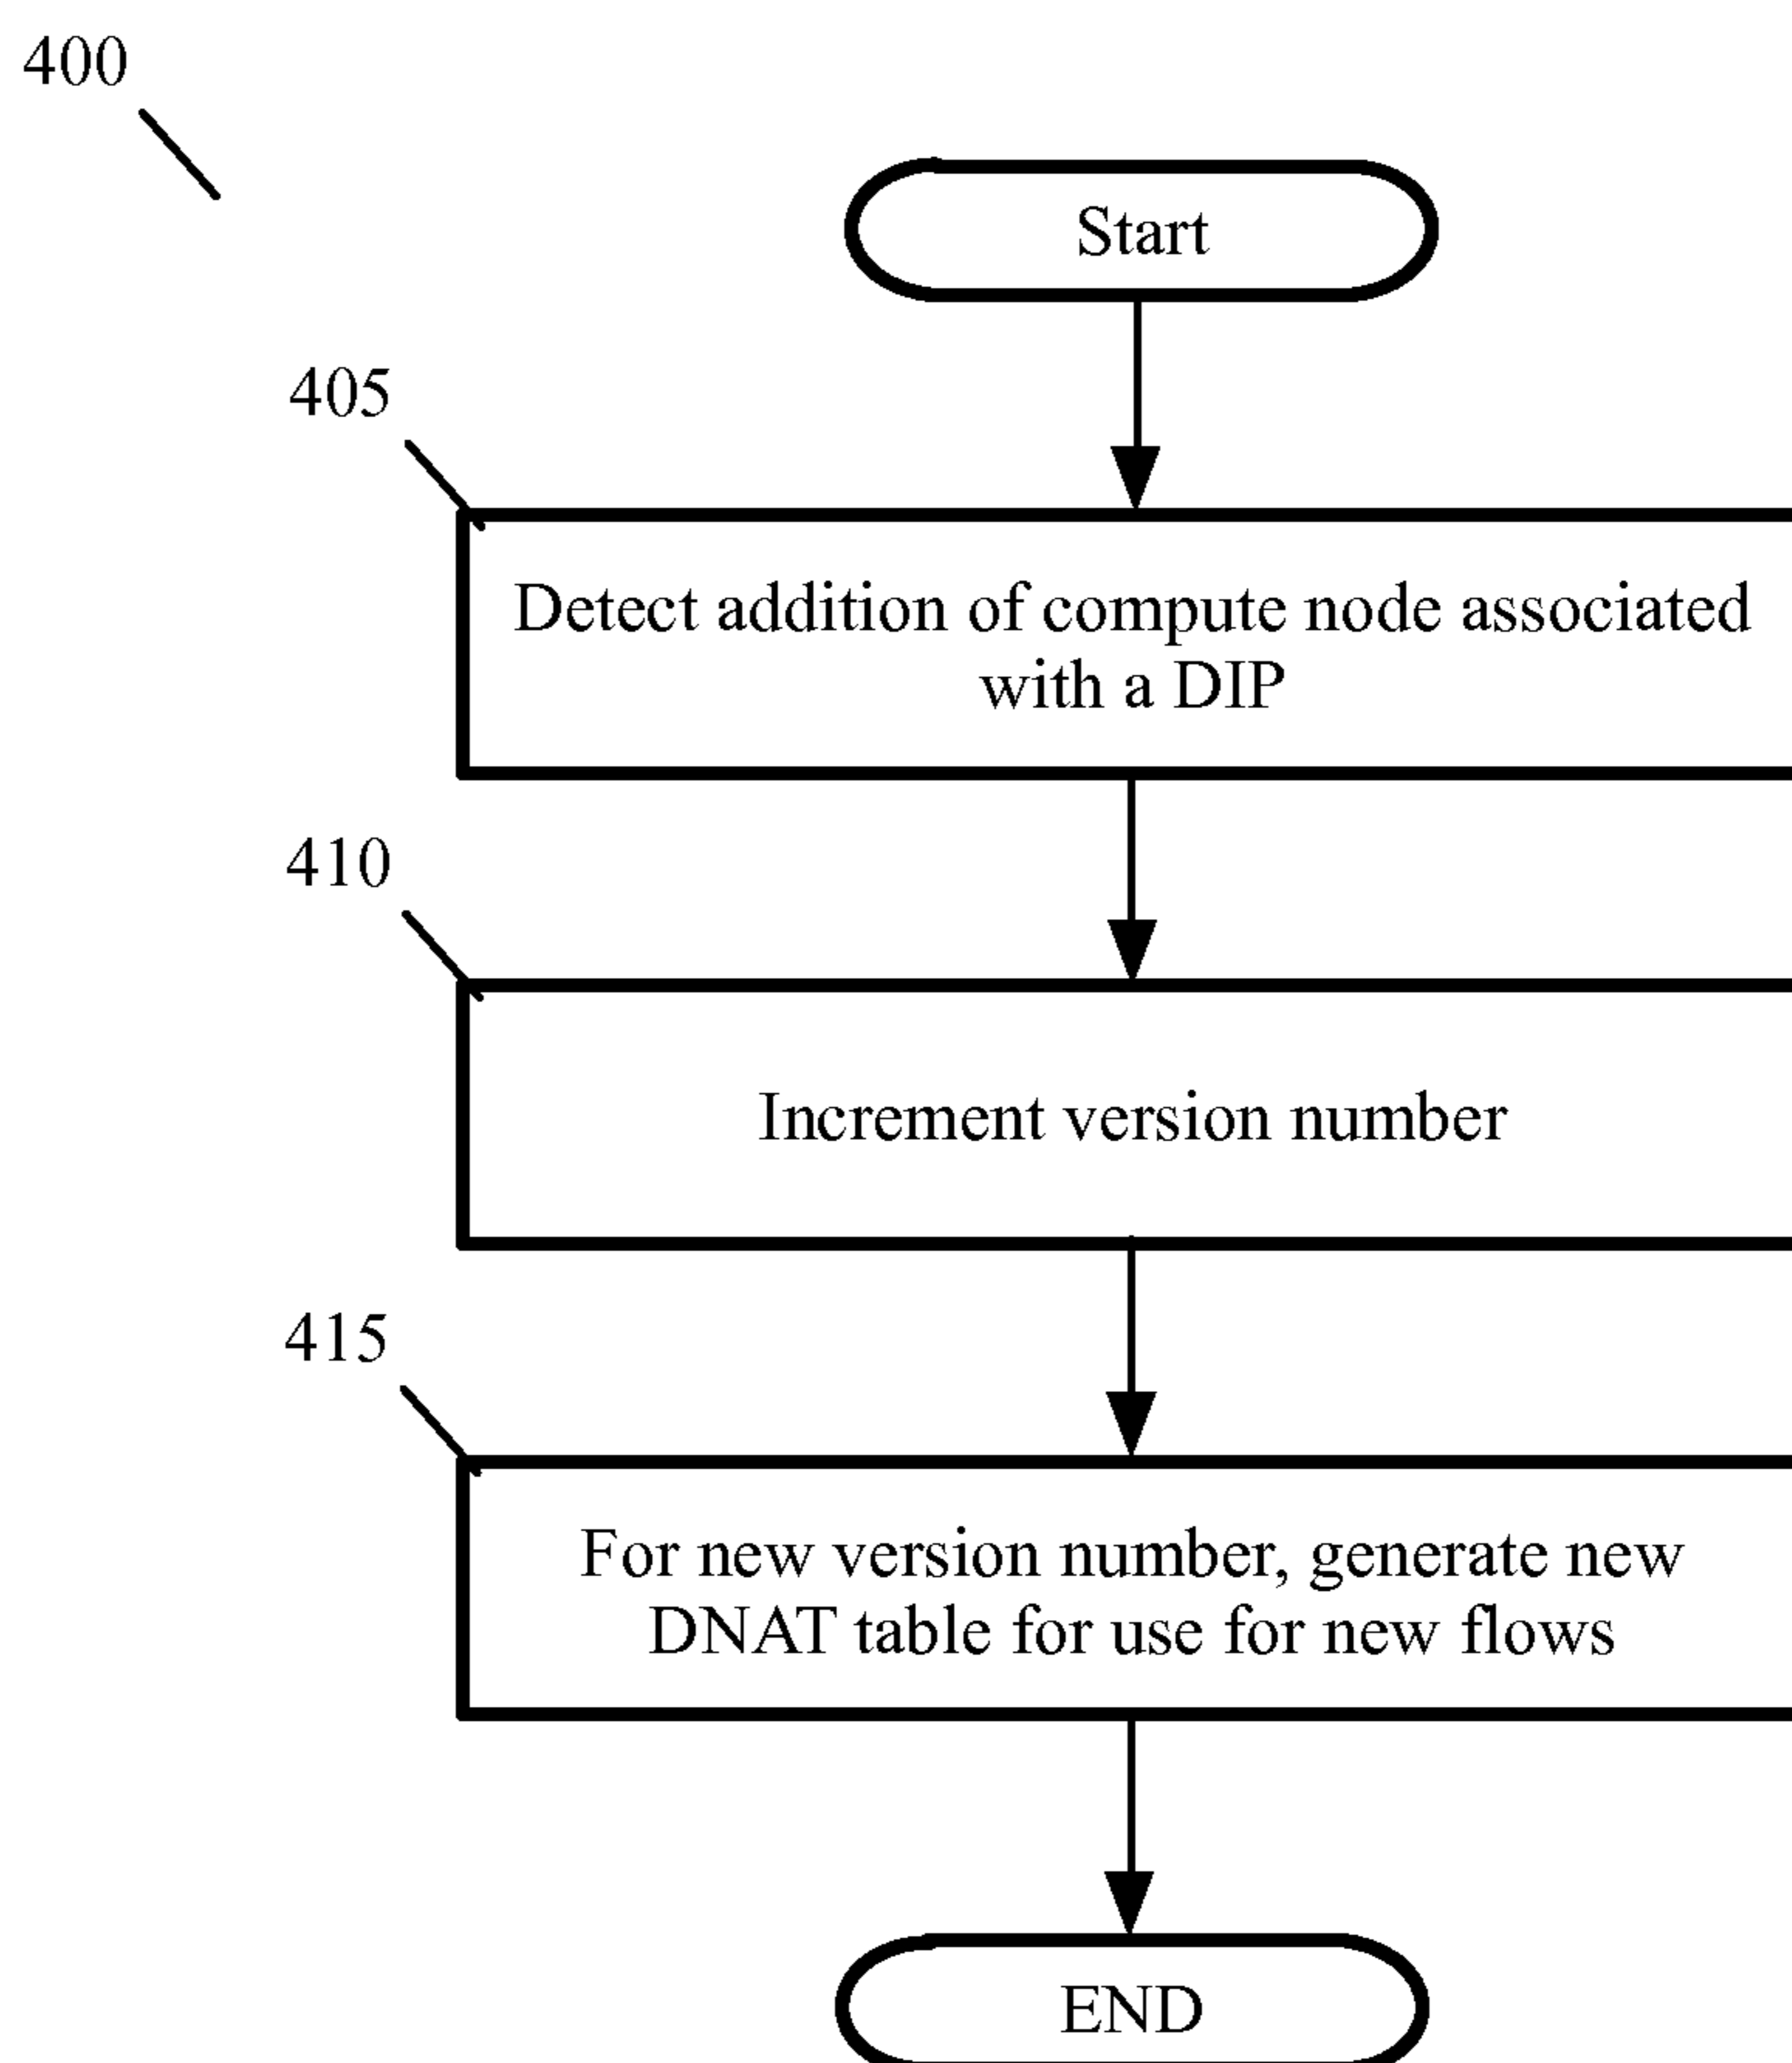 400
Start
405
Detect addition of compute node associated
with a DIP
410
Increment version number
415
For new version number, generate new
DNAT table for use for new flows
END